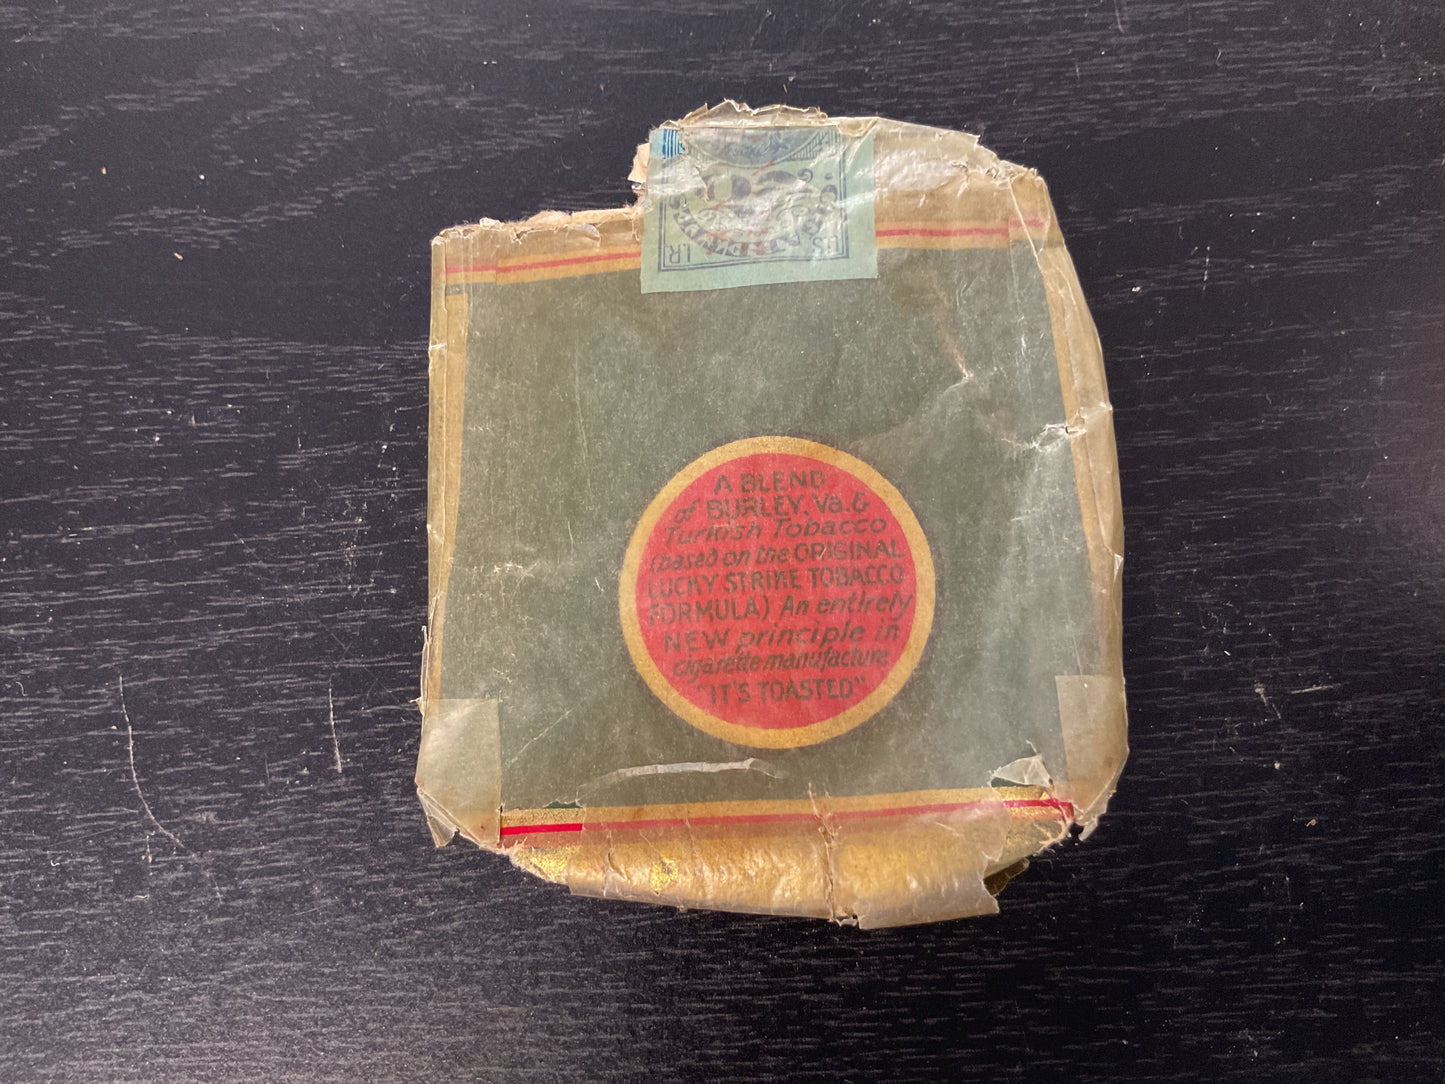 U.S. I.R.
A BLEND
of BURLEY, Va. &
Turkish Tobacco
(based on the ORIGINAL
LUCKY STRIKE TOBACCO
FORMULA) An entirely
NEW principle in
cigarette manufacture
"IT'S TOASTED"